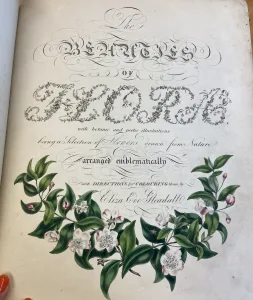 The
BEAUTIES
OF
FLORA
with botanic and poetic illustrations
being a Selection of Flowers drawn from Nature
arranged emblematically
with DIRECTIONS for COLOURING them. By
Eliza Eve Gleadall